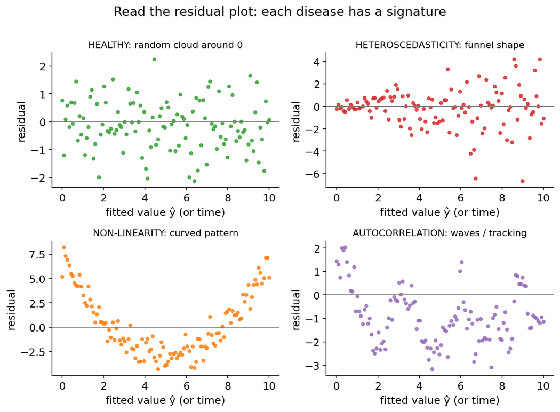 Read the residual plot: each disease has a signature
HEALTHY: random cloud around 0
2
1
0
−1
−2
residual
0 2 4 6 8 10
fitted value ŷ (or time)
HETEROSCEDASTICITY: funnel shape
4
2
0
−2
−4
−6
residual
0 2 4 6 8 10
fitted value ŷ (or time)
NON-LINEARITY: curved pattern
7.5
5.0
2.5
0.0
−2.5
residual
0 2 4 6 8 10
fitted value ŷ (or time)
AUTOCORRELATION: waves / tracking
2
1
0
−1
−2
−3
residual
0 2 4 6 8 10
fitted value ŷ (or time)